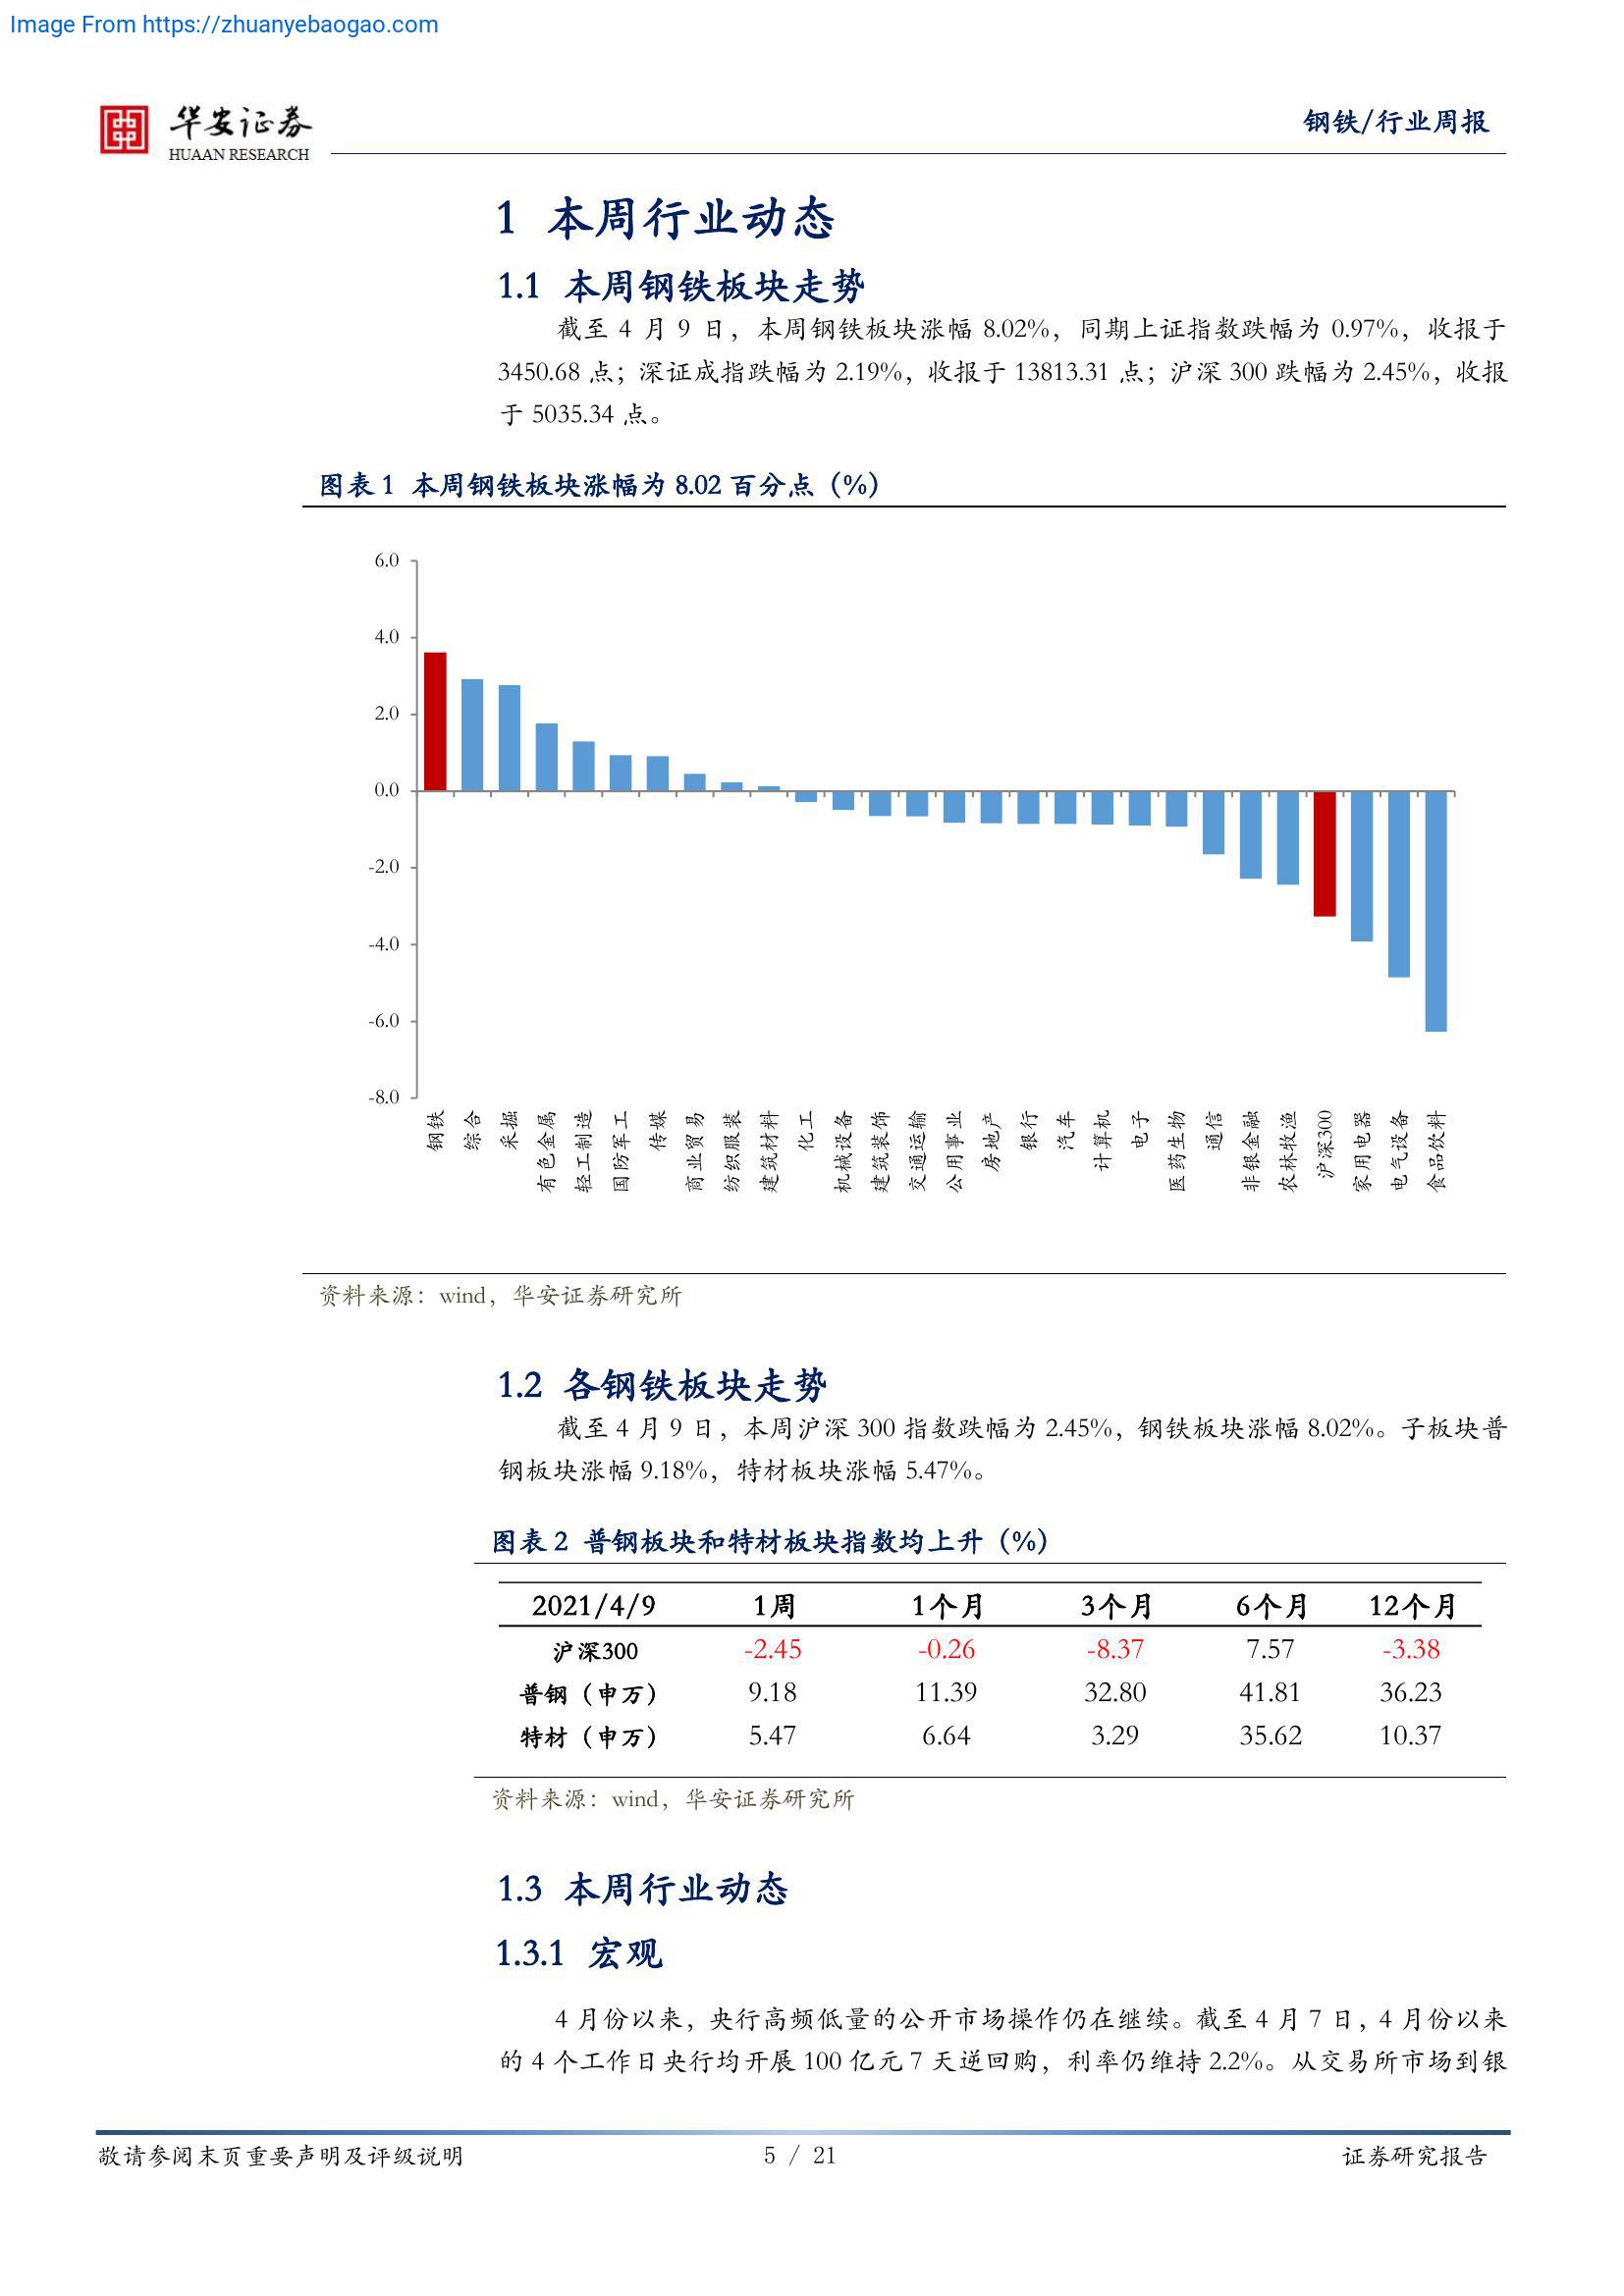 Image From https://zhuanyebaogao.com
华安证券
HUAAN RESEARCH
钢铁/行业周报
1 本周行业动态
1.1 本周钢铁板块走势
截至 4 月 9 日，本周钢铁板块涨幅 8.02%，同期上证指数跌幅为 0.97%，收报于
3450.68 点；深证成指跌幅为 2.19%，收报于 13813.31 点；沪深 300 跌幅为 2.45%，收报
于 5035.34 点。
图表 1 本周钢铁板块涨幅为 8.02 百分点（%）
6.0
4.0
2.0
0.0
-2.0
-4.0
-6.0
-8.0
钢铁
综合
采掘
有色金属
轻工制造
国防军工
传媒
商业贸易
纺织服装
建筑材料
化工
机械设备
建筑装饰
交通运输
公用事业
房地产
银行
汽车
计算机
电子
医药生物
通信
非银金融
农林牧渔
沪深300
家用电器
电气设备
食品饮料
资料来源：wind，华安证券研究所
1.2 各钢铁板块走势
截至 4 月 9 日，本周沪深 300 指数跌幅为 2.45%，钢铁板块涨幅 8.02%。子板块普
钢板块涨幅 9.18%，特材板块涨幅 5.47%。
图表 2 普钢板块和特材板块指数均上升（%）
2021/4/9 1周 1个月 3个月 6个月 12个月
沪深300 -2.45 -0.26 -8.37 7.57 -3.38
普钢（申万） 9.18 11.39 32.80 41.81 36.23
特材（申万） 5.47 6.64 3.29 35.62 10.37
资料来源：wind，华安证券研究所
1.3 本周行业动态
1.3.1 宏观
4 月份以来，央行高频低量的公开市场操作仍在继续。截至 4 月 7 日，4 月份以来
的 4 个工作日央行均开展 100 亿元 7 天逆回购，利率仍维持 2.2%。从交易所市场到银
敬请参阅末页重要声明及评级说明 5 / 21 证券研究报告